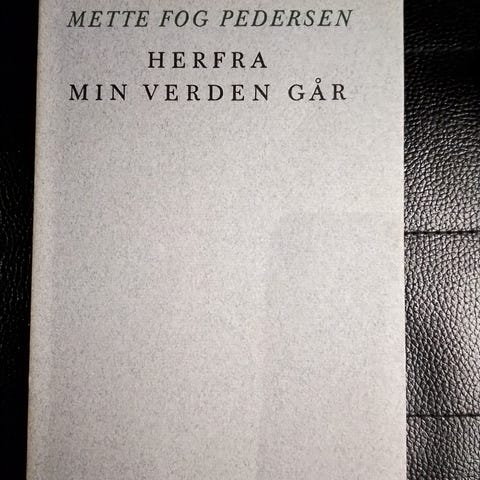 METTE FOG PEDERSEN
HERFRA
MIN VERDEN GÅR